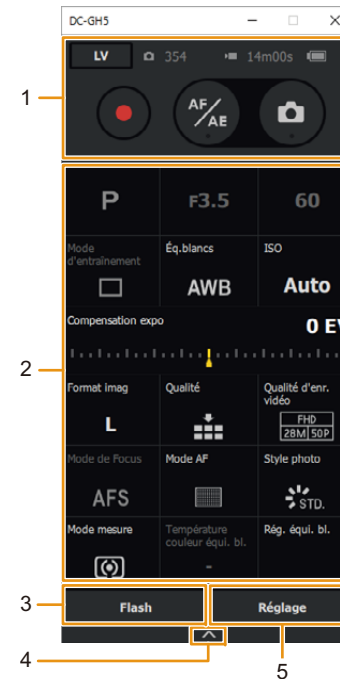 DC-GH5
LV 354 14m00s
1
AF/AE
P F3.5 60
Mode d'entraînement
Éq.blancs
ISO
AWB
Auto
Compensation expo
0 EV
2
Format imag
Qualité
Qualité d'enr. vidéo
L
FHD
28M 50P
Mode de Focus
Mode AF
Style photo
AFS
STD.
Mode mesure
Température couleur équi. bl.
Rég. équi. bl.
-
3
Flash
Réglage
4
5